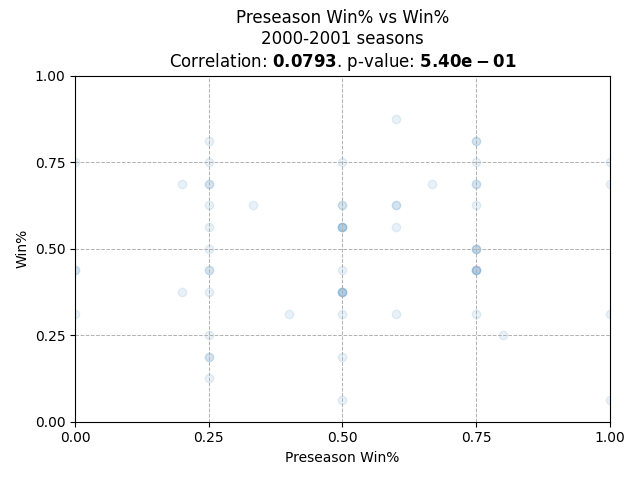 Preseason Win% vs Win%
2000-2001 seasons
Correlation: 0.0793. p-value: 5.40e − 01
1.00
0.75
0.50
0.25
0.00
Win%
0.00 0.25 0.50 0.75 1.00
Preseason Win%